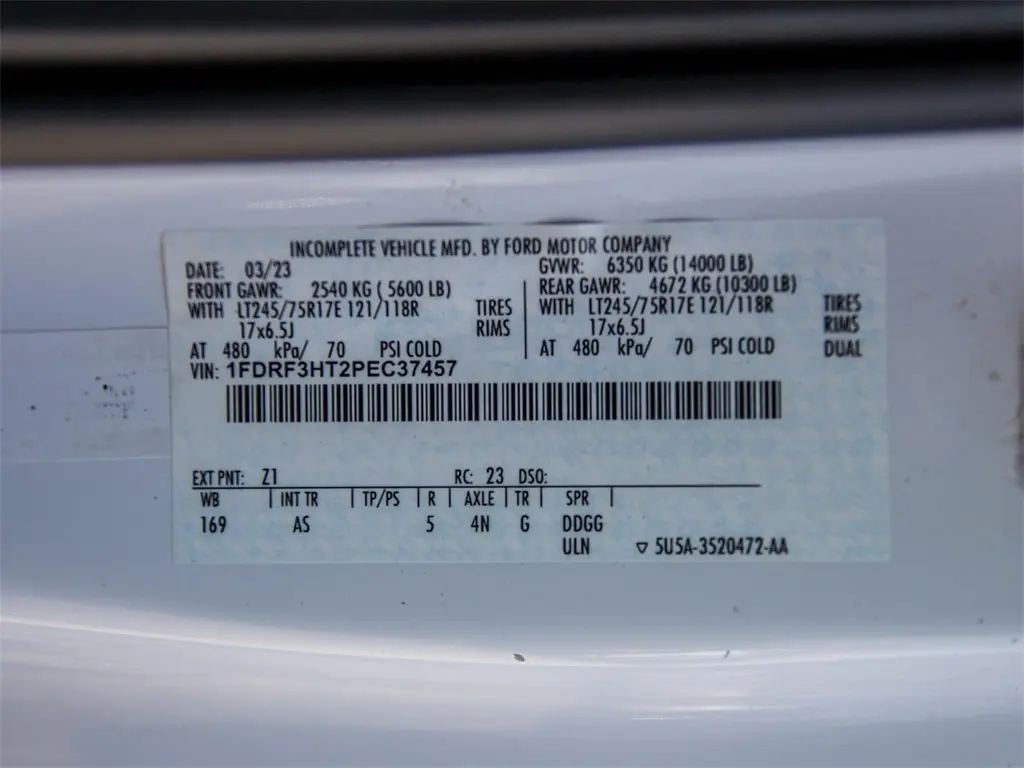 INCOMPLETE VEHICLE MFD. BY FORD MOTOR COMPANY
DATE: 03/23 GVWR: 6350 KG (14000 LB)
FRONT GAWR: 2540 KG ( 5600 LB) REAR GAWR: 4672 KG (10300 LB)
WITH LT245/75R17E 121/118R TIRES WITH LT245/75R17E 121/118R TIRES
17x6.5J RIMS 17x6.5J RIMS
AT 480 kPa/ 70 PSI COLD AT 480 kPa/ 70 PSI COLD DUAL
VIN: 1FDRF3HT2PEC37457
EXT PNT: Z1 RC: 23 DSO:
WB INT TR TP/PS R AXLE TR SPR
169 AS 5 4N G DDGG
ULN ▽ 5U5A-3520472-AA